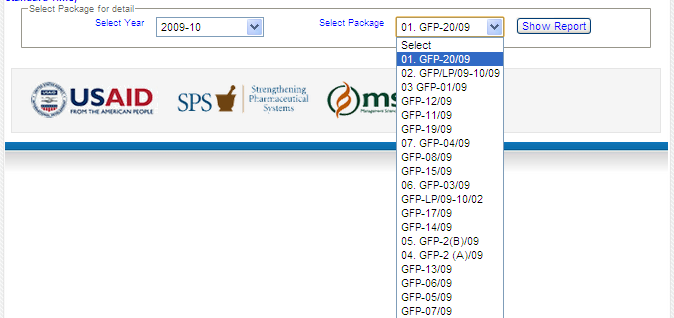 Standard Time)
Select Package for detail
Select Year 2009-10 Select Package 01. GFP-20/09 Show Report
Select
01. GFP-20/09
02. GFP/LP/09-10/09
03 GFP-01/09
GFP-12/09
GFP-11/09
GFP-19/09
07. GFP-04/09
GFP-08/09
GFP-15/09
06. GFP-03/09
GFP-LP/09-10/02
GFP-17/09
GFP-14/09
05. GFP-2(B)/09
04. GFP-2 (A)/09
GFP-13/09
GFP-06/09
GFP-05/09
GFP-07/09
USAID
FROM THE AMERICAN PEOPLE
SPS
Strengthening
Pharmaceutical
Systems
ms
Management